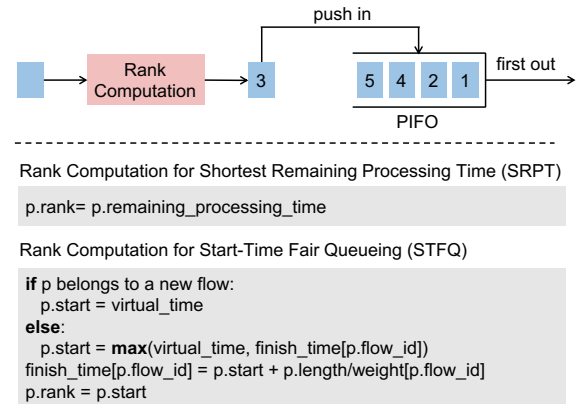 push in
Rank
Computation
3
5 4 2 1
first out
PIFO
Rank Computation for Shortest Remaining Processing Time (SRPT)
p.rank= p.remaining_processing_time
Rank Computation for Start-Time Fair Queueing (STFQ)
if p belongs to a new flow:
p.start = virtual_time
else:
p.start = max(virtual_time, finish_time[p.flow_id])
finish_time[p.flow_id] = p.start + p.length/weight[p.flow_id]
p.rank = p.start